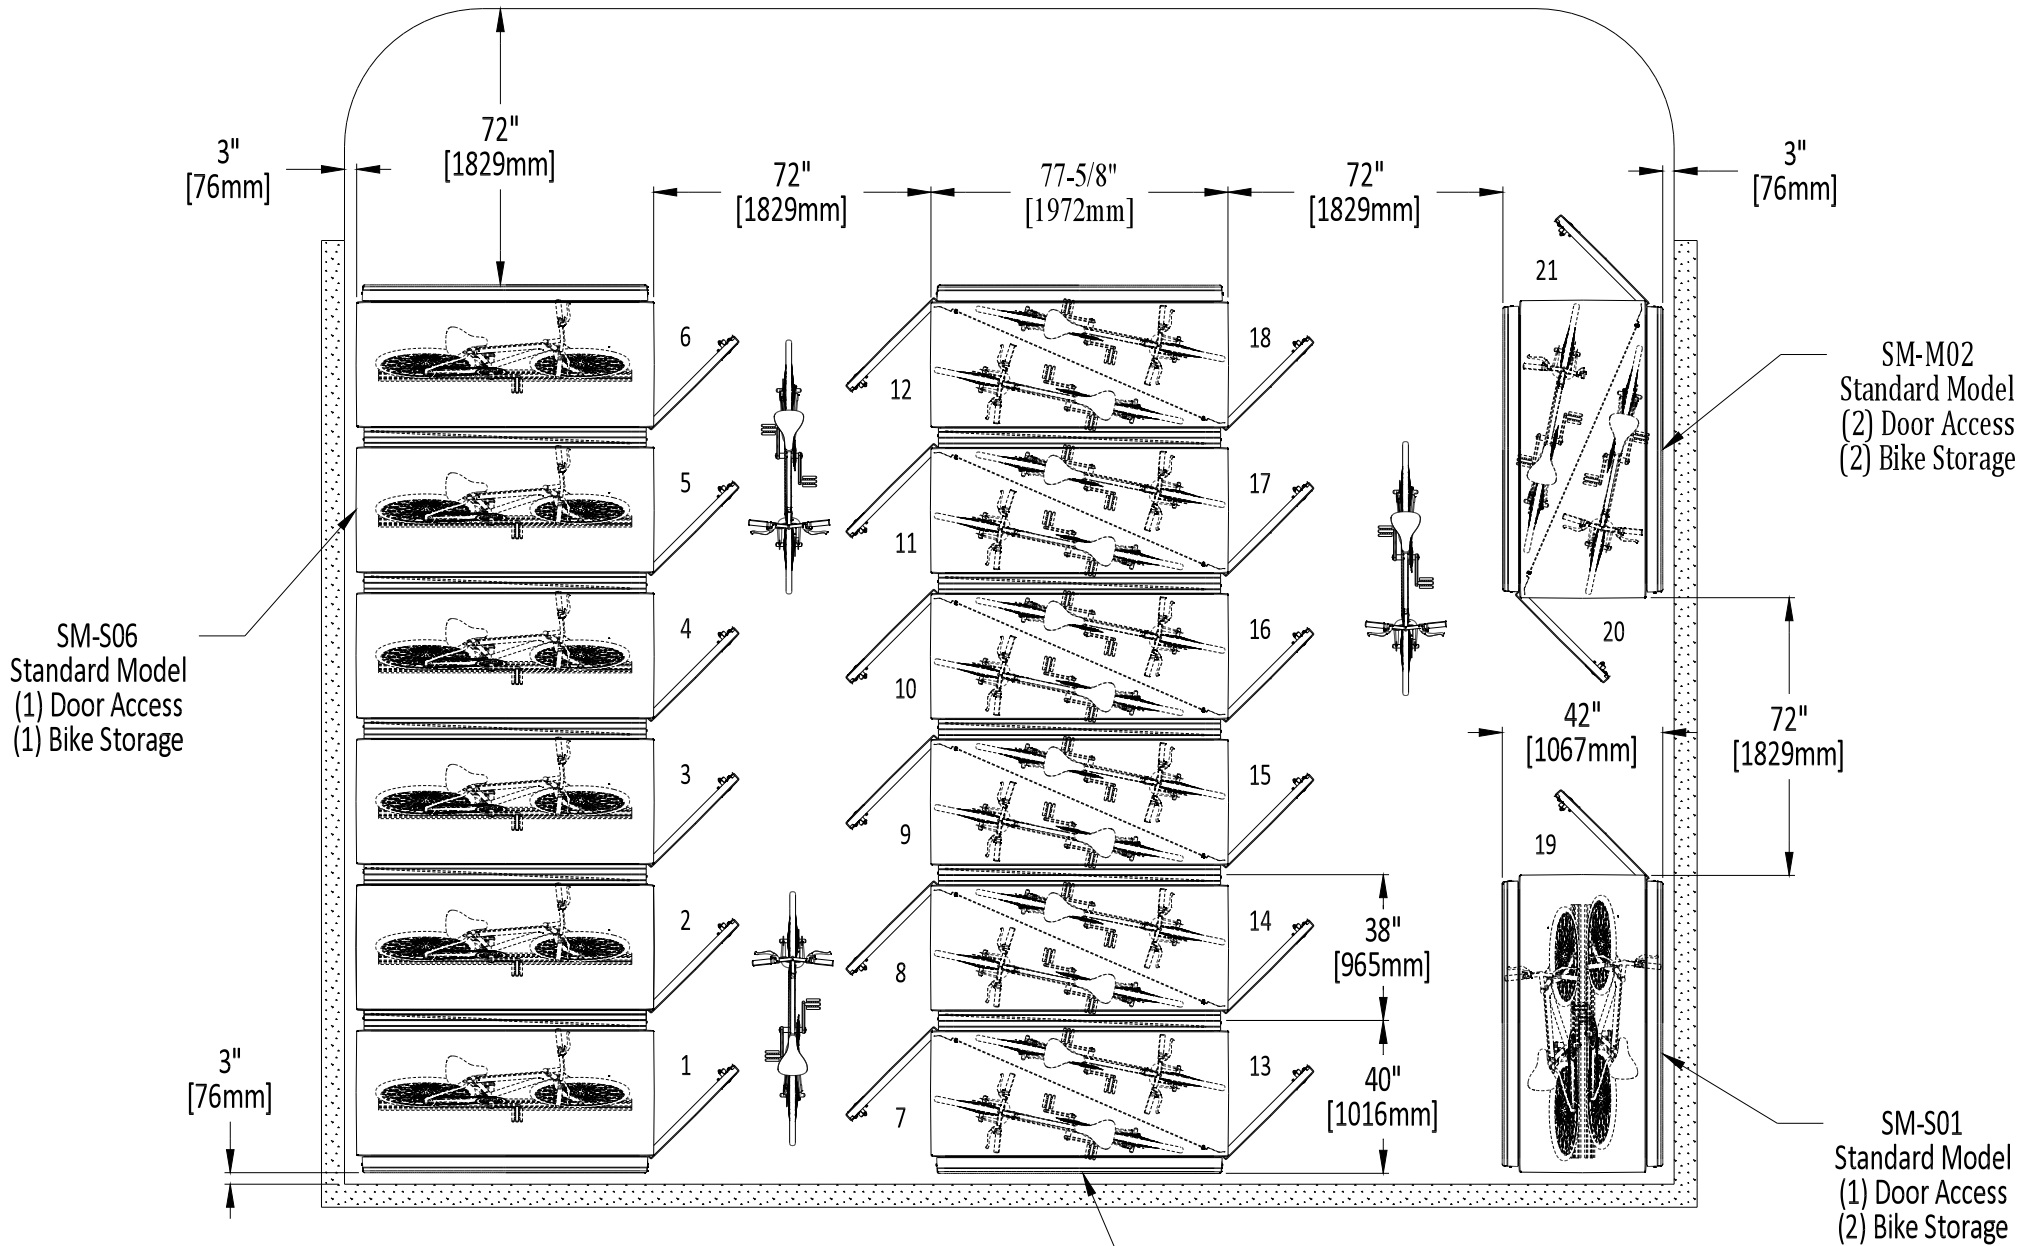 72"
[1829mm]
3"
[76mm]
72"
[1829mm]
77-5/8"
[1972mm]
72"
[1829mm]
3"
[76mm]
21
6
18
12
SM-M02
Standard Model
(2) Door Access
(2) Bike Storage
5
17
11
SM-S06
Standard Model
(1) Door Access
(1) Bike Storage
4
16
20
10
42"
[1067mm]
72"
[1829mm]
3
15
9
19
2
14
8
38"
[965mm]
3"
[76mm]
1
13
7
40"
[1016mm]
SM-S01
Standard Model
(1) Door Access
(2) Bike Storage